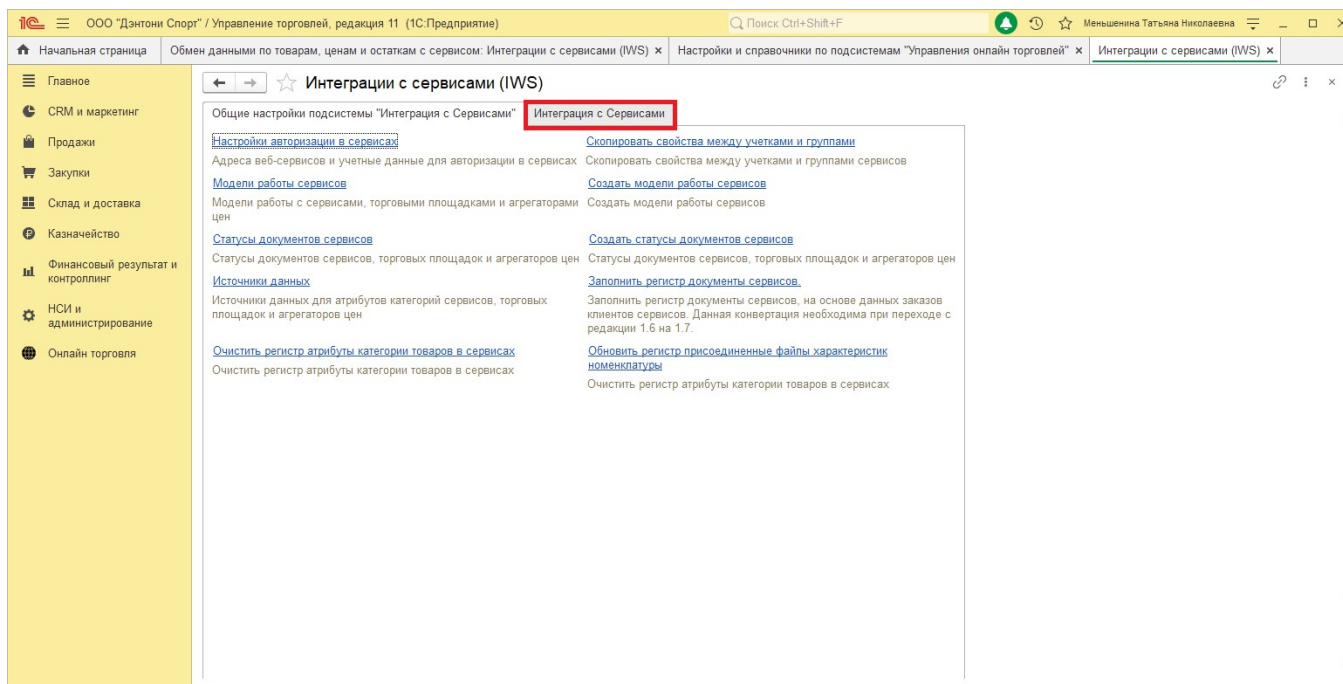 ООО "Дэнтони Спорт" / Управление торговлей, редакция 11 (1С:Предприятие)
Поиск Ctrl+Shift+F
Меньшенина Татьяна Николаевна
Начальная страница
Обмен данными по товарам, ценам и остаткам с сервисом: Интеграции с сервисами (IWS) ×
Настройки и справочники по подсистемам "Управления онлайн торговлей" ×
Интеграции с сервисами (IWS) ×
Главное
CRM и маркетинг
Продажи
Закупки
Склад и доставка
Казначейство
Финансовый результат и
контроллинг
НСИ и
администрирование
Онлайн торговля
Интеграции с сервисами (IWS)
Общие настройки подсистемы "Интеграция с Сервисами"
Интеграция с Сервисами
Настройки авторизации в сервисах
Скопировать свойства между учетками и группами
Адреса веб-сервисов и учетные данные для авторизации в сервисах
Скопировать свойства между учетками и группами сервисов
Модели работы сервисов
Создать модели работы сервисов
Модели работы с сервисами, торговыми площадками и агрегаторами
цен
Создать модели работы сервисов
Статусы документов сервисов
Создать статусы документов сервисов
Статусы документов сервисов, торговых площадок и агрегаторов цен
Статусы документов сервисов, торговых площадок и агрегаторов цен
Источники данных
Заполнить регистр документы сервисов.
Источники данных для атрибутов категорий сервисов, торговых
площадок и агрегаторов цен
Заполнить регистр документы сервисов, на основе данных заказов
клиентов сервисов. Данная конвертация необходима при переходе с
редакции 1.6 на 1.7.
Очистить регистр атрибуты категории товаров в сервисах
Очистить регистр атрибуты категории товаров в сервисах
Обновить регистр присоединенные файлы характеристик
номенклатуры
Очистить регистр атрибуты категории товаров в сервисах